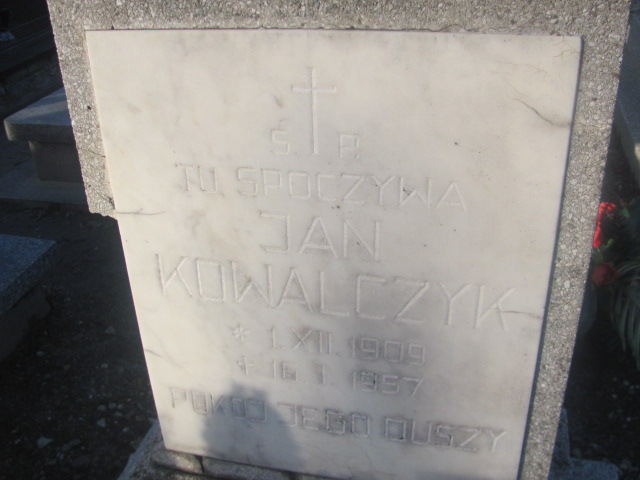 Ś. P.
TU SPOCZYWA
JAN
KOWALCZYK
* 1.XII.1909
+ 16.I.1957
POKÓJ JEGO DUSZY